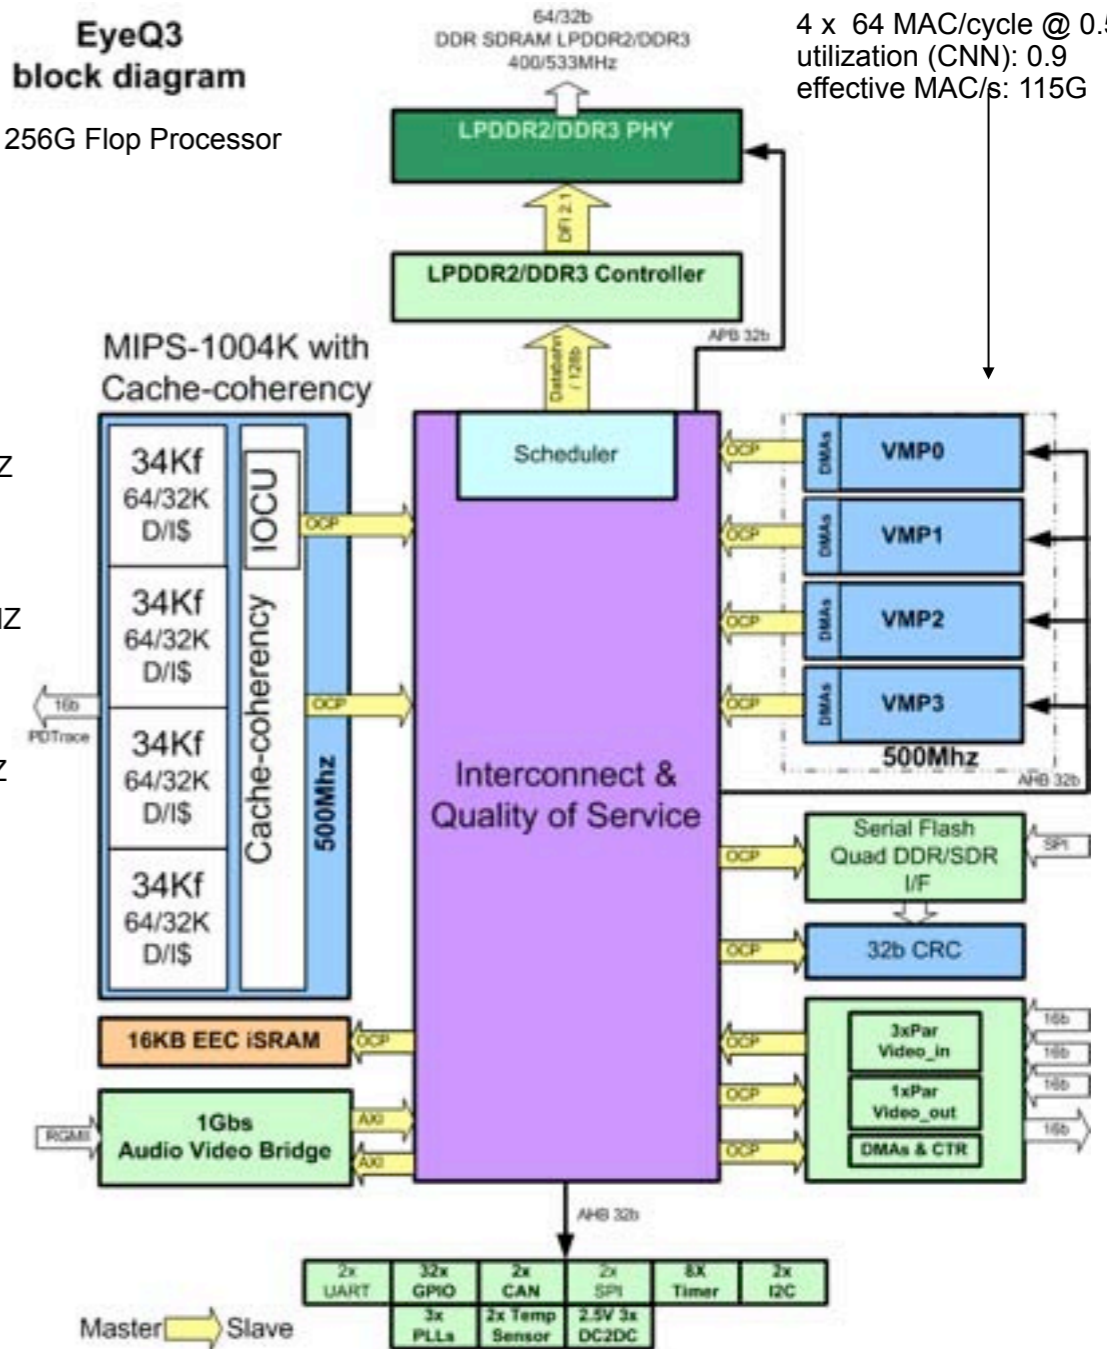 EyeQ3
block diagram
256G Flop Processor
64/32b
DDR SDRAM LPDDR2/DDR3
400/533MHz
4 x 64 MAC/cycle @ 0.5
utilization (CNN): 0.9
effective MAC/s: 115G
LPDDR2/DDR3 PHY
DFI 2.1
LPDDR2/DDR3 Controller
APB 32b
Databahn
/ 128b
MIPS-1004K with
Cache-coherency
Z
IZ
Z
34Kf
64/32K
D/I$
34Kf
64/32K
D/I$
34Kf
64/32K
D/I$
34Kf
64/32K
D/I$
IOCU
Cache-coherency
500Mhz
OCP
OCP
16b
PDTrace
Scheduler
Interconnect &
Quality of Service
OCP
DMAs
VMP0
OCP
DMAs
VMP1
OCP
DMAs
VMP2
OCP
DMAs
VMP3
500Mhz
AHB 32b
OCP
Serial Flash
Quad DDR/SDR
I/F
SPI
OCP
32b CRC
16KB EEC iSRAM
OCP
RGMII
1Gbs
Audio Video Bridge
AXI
AXI
OCP
OCP
OCP
3xPar
Video_in
1xPar
Video_out
DMAs & CTR
16b
16b
16b
16b
AHB 32b
2x
UART
32x
GPIO
2x
CAN
2x
SPI
8X
Timer
2x
I2C
3x
PLLs
2x Temp
Sensor
2.5V 3x
DC2DC
Master
Slave